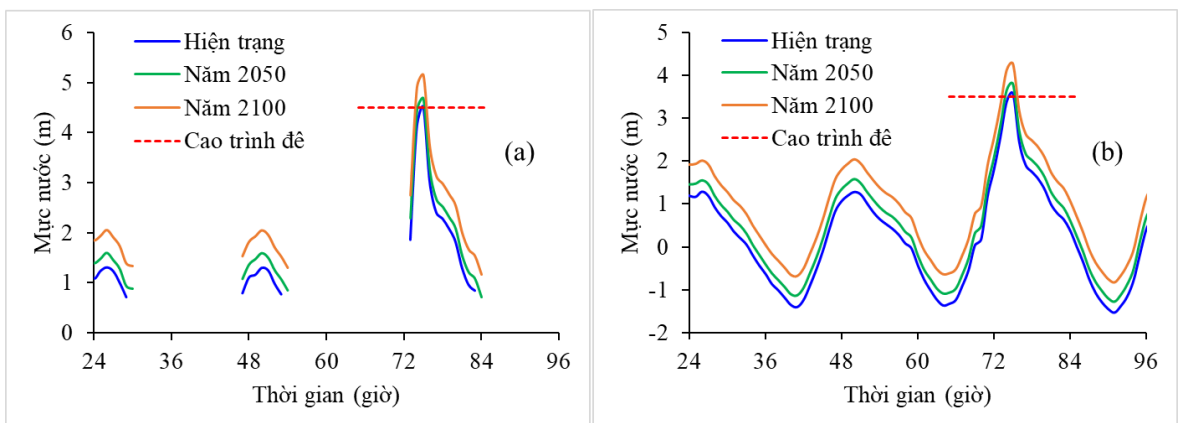 Hiện trạng
Năm 2050
Năm 2100
Cao trình đê
(a)
6
5
4
3
2
1
0
Mực nước (m)
24 36 48 60 72 84 96
Thời gian (giờ)
Hiện trạng
Năm 2050
Năm 2100
Cao trình đê
(b)
5
4
3
2
1
0
-1
-2
Mực nước (m)
24 36 48 60 72 84 96
Thời gian (giờ)